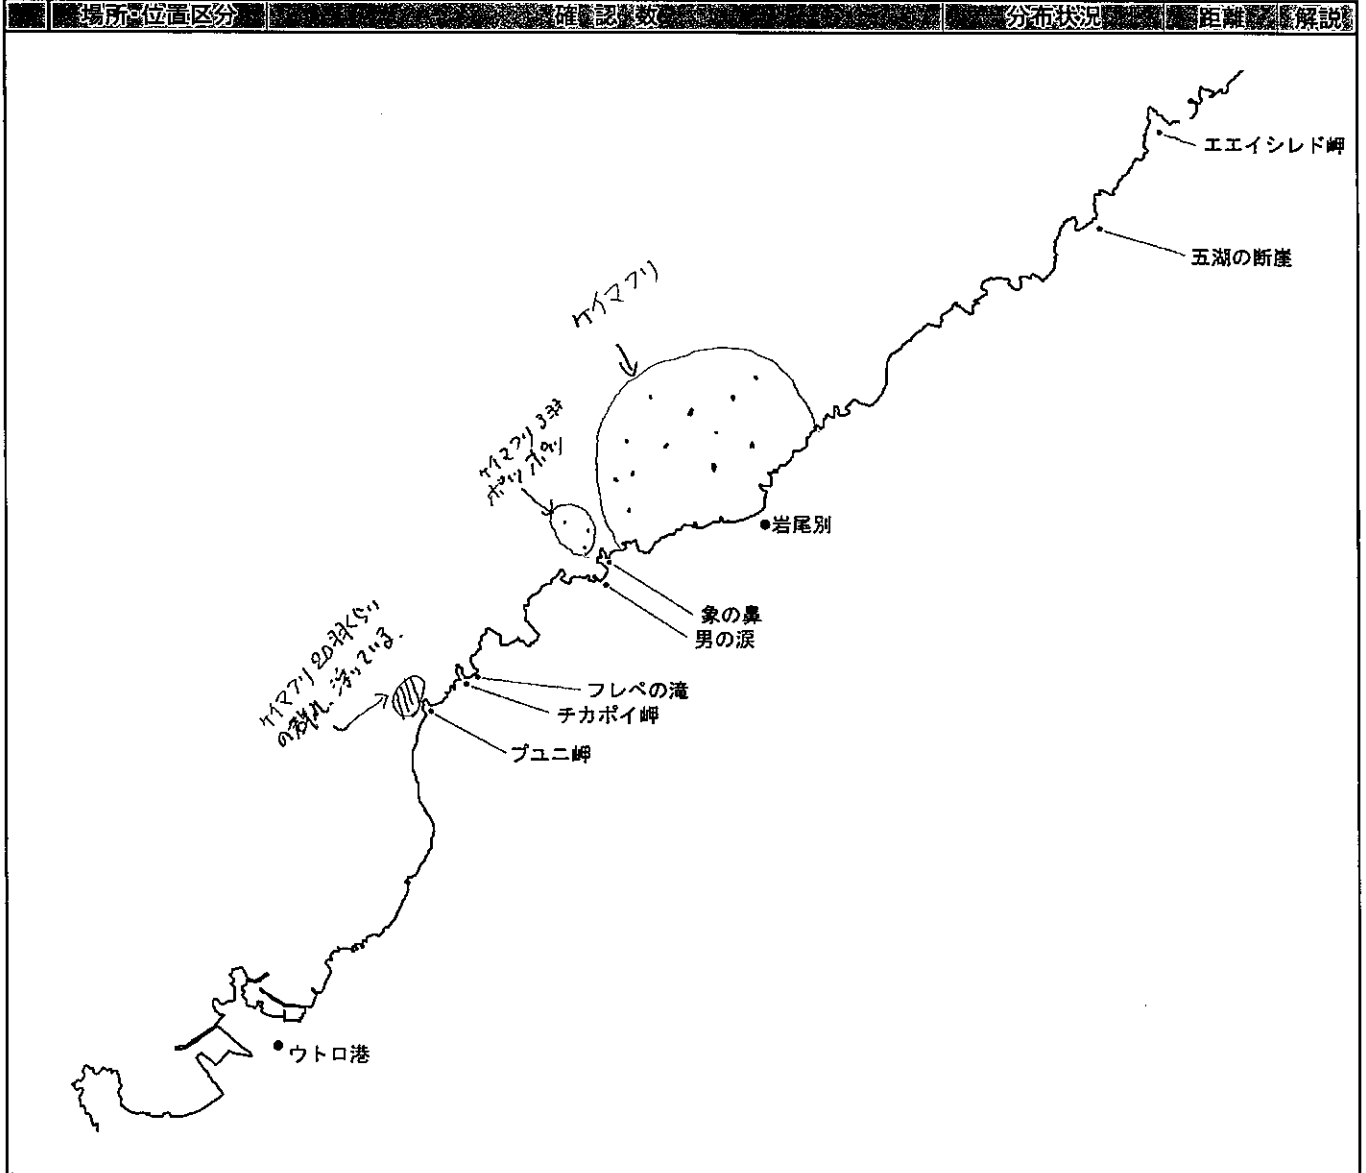 場所・位置区分 確認数 分布状況 距離 解説
エエイシレド岬
五湖の断崖
ケイマフリ
ケイマフリ 3羽
ポツポツ
岩尾別
象の鼻
男の涙
ケイマフリ 20羽くらい
の群れ、浮いている。
フレペの滝
チカポイ岬
プユニ岬
ウトロ港